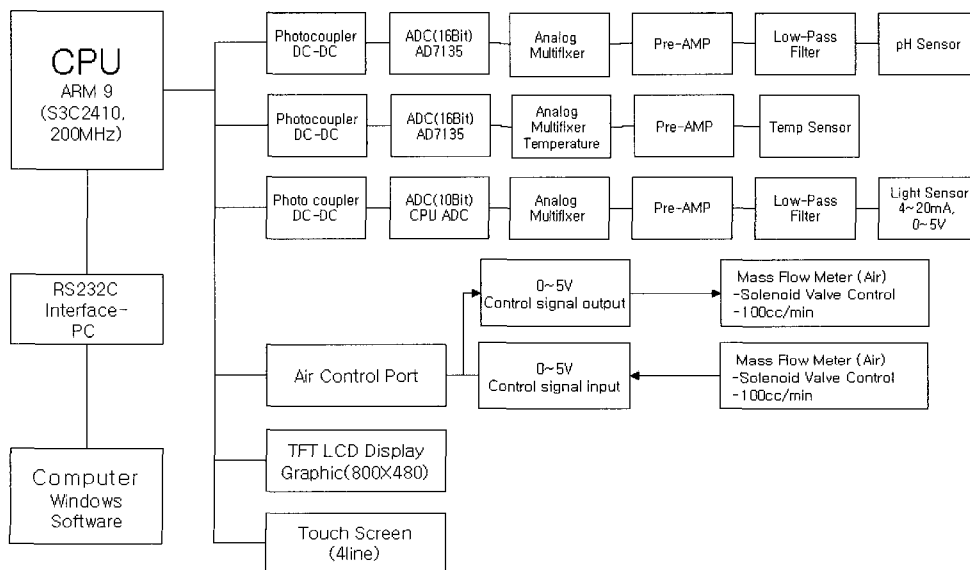 CPU
ARM 9
(S3C2410,
200MHz)
RS232C
Interface-
PC
Computer
Windows
Software
Photocoupler
DC-DC
ADC(16Bit)
AD7135
Analog
Multifixer
Pre-AMP
Low-Pass
Filter
pH Sensor
Photocoupler
DC-DC
ADC(16Bit)
AD7135
Analog
Multifixer
Temperature
Pre-AMP
Temp Sensor
Photo coupler
DC-DC
ADC(10Bit)
CPU ADC
Analog
Multifixer
Pre-AMP
Low-Pass
Filter
Light Sensor
4~20mA,
0~5V
Air Control Port
0~5V
Control signal output
Mass Flow Meter (Air)
-Solenoid Valve Control
-100cc/min
0~5V
Control signal input
Mass Flow Meter (Air)
-Solenoid Valve Control
-100cc/min
TFT LCD Display
Graphic(800X480)
Touch Screen
(4line)